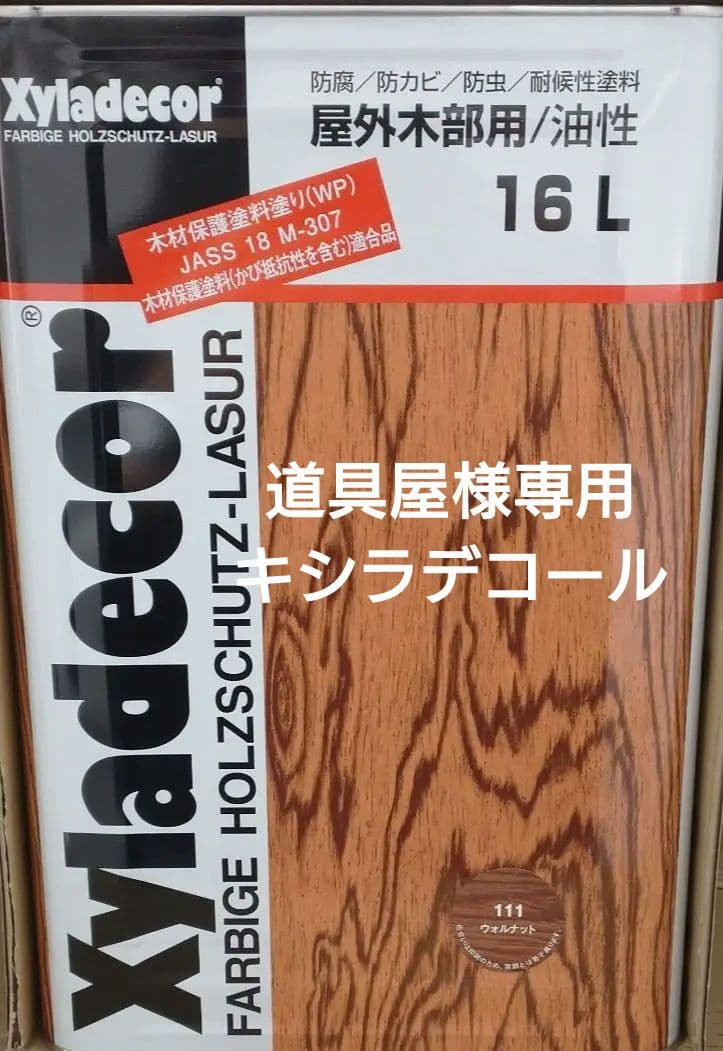 Xyladecor®
FARBIGE HOLZSCHUTZ-LASUR
防腐／防カビ／防虫／耐候性塗料
屋外木部用/油性
16 L
木材保護塗料塗り(WP)
JASS 18 M-307
木材保護塗料(かび抵抗性を含む)適合品
Xyladecor®
FARBIGE HOLZSCHUTZ-LASUR
道具屋様専用
キシラデコール
111
ウォルナット